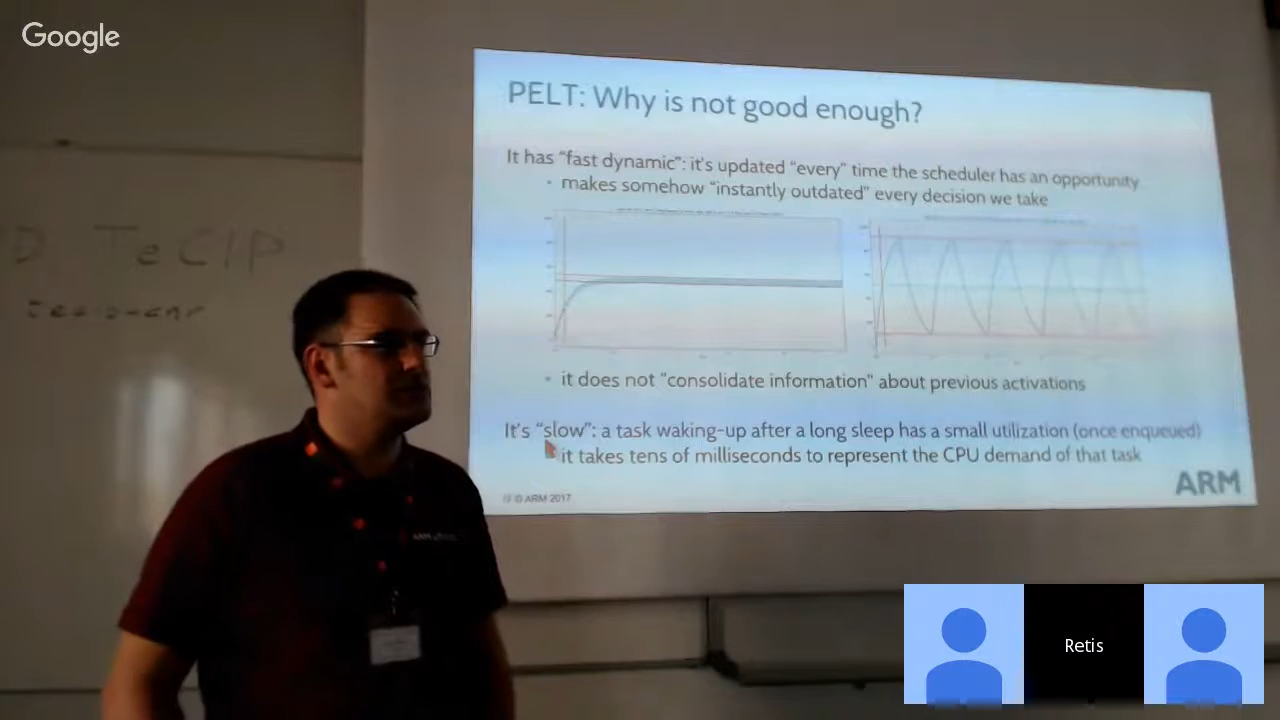 Google
PELT: Why is not good enough?
It has "fast dynamic": it's updated "every" time the scheduler has an opportunity
• makes somehow "instantly outdated" every decision we take
• it does not "consolidate information" about previous activations
It's "slow": a task waking-up after a long sleep has a small utilization (once enqueued)
it takes tens of milliseconds to represent the CPU demand of that task
© ARM 2017
ARM
D TeCIP
Retis